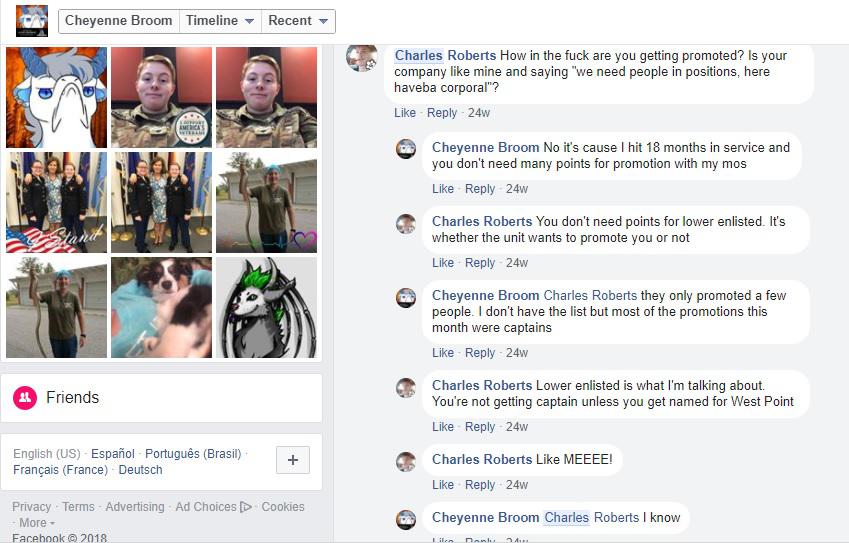 Cheyenne Broom Timeline Recent
I SUPPORT
AMERICA'S
VETERANS
I Stand
Friends
English (US) · Español · Português (Brasil) ·
Français (France) · Deutsch
+
Privacy · Terms · Advertising · Ad Choices · Cookies
· More
Facebook © 2018
Charles Roberts How in the fuck are you getting promoted? Is your
company like mine and saying "we need people in positions, here
haveba corporal"?
Like · Reply · 24w
Cheyenne Broom No it's cause I hit 18 months in service and
you don't need many points for promotion with my mos
Like · Reply · 24w
Charles Roberts You don't need points for lower enlisted. It's
whether the unit wants to promote you or not
Like · Reply · 24w
Cheyenne Broom Charles Roberts they only promoted a few
people. I don't have the list but most of the promotions this
month were captains
Like · Reply · 24w
Charles Roberts Lower enlisted is what I'm talking about.
You're not getting captain unless you get named for West Point
Like · Reply · 24w
Charles Roberts Like MEEEE!
Like · Reply · 24w
Cheyenne Broom Charles Roberts I know
Like · Reply · 24w